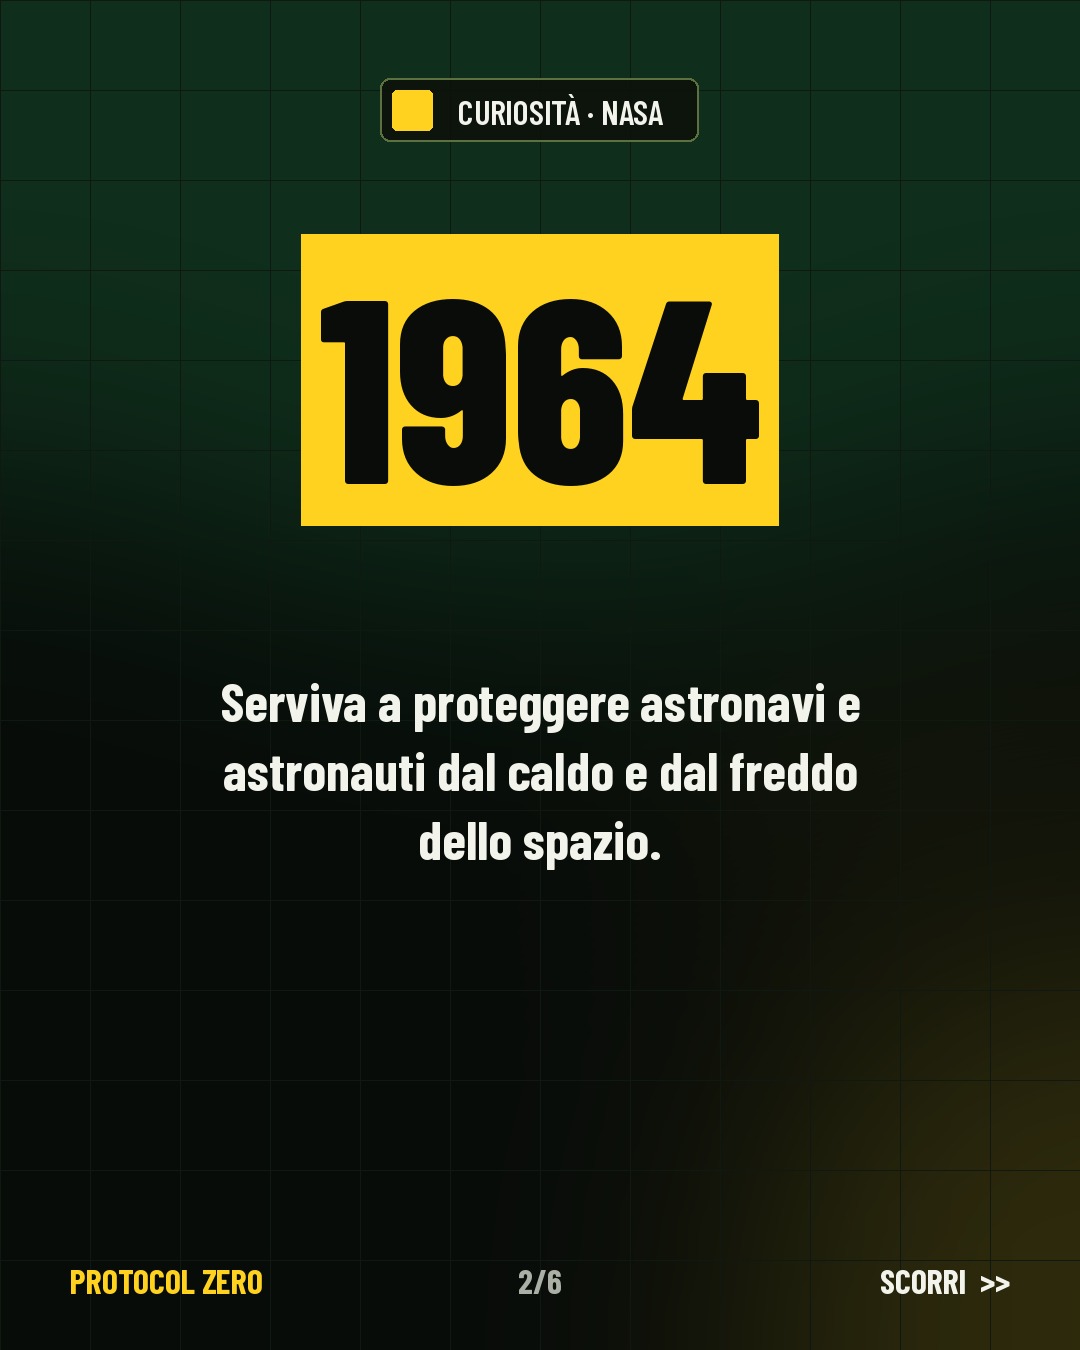 CURIOSITÀ · NASA
1964
Serviva a proteggere astronavi e
astronauti dal caldo e dal freddo
dello spazio.
PROTOCOL ZERO
2/6
SCORRI >>